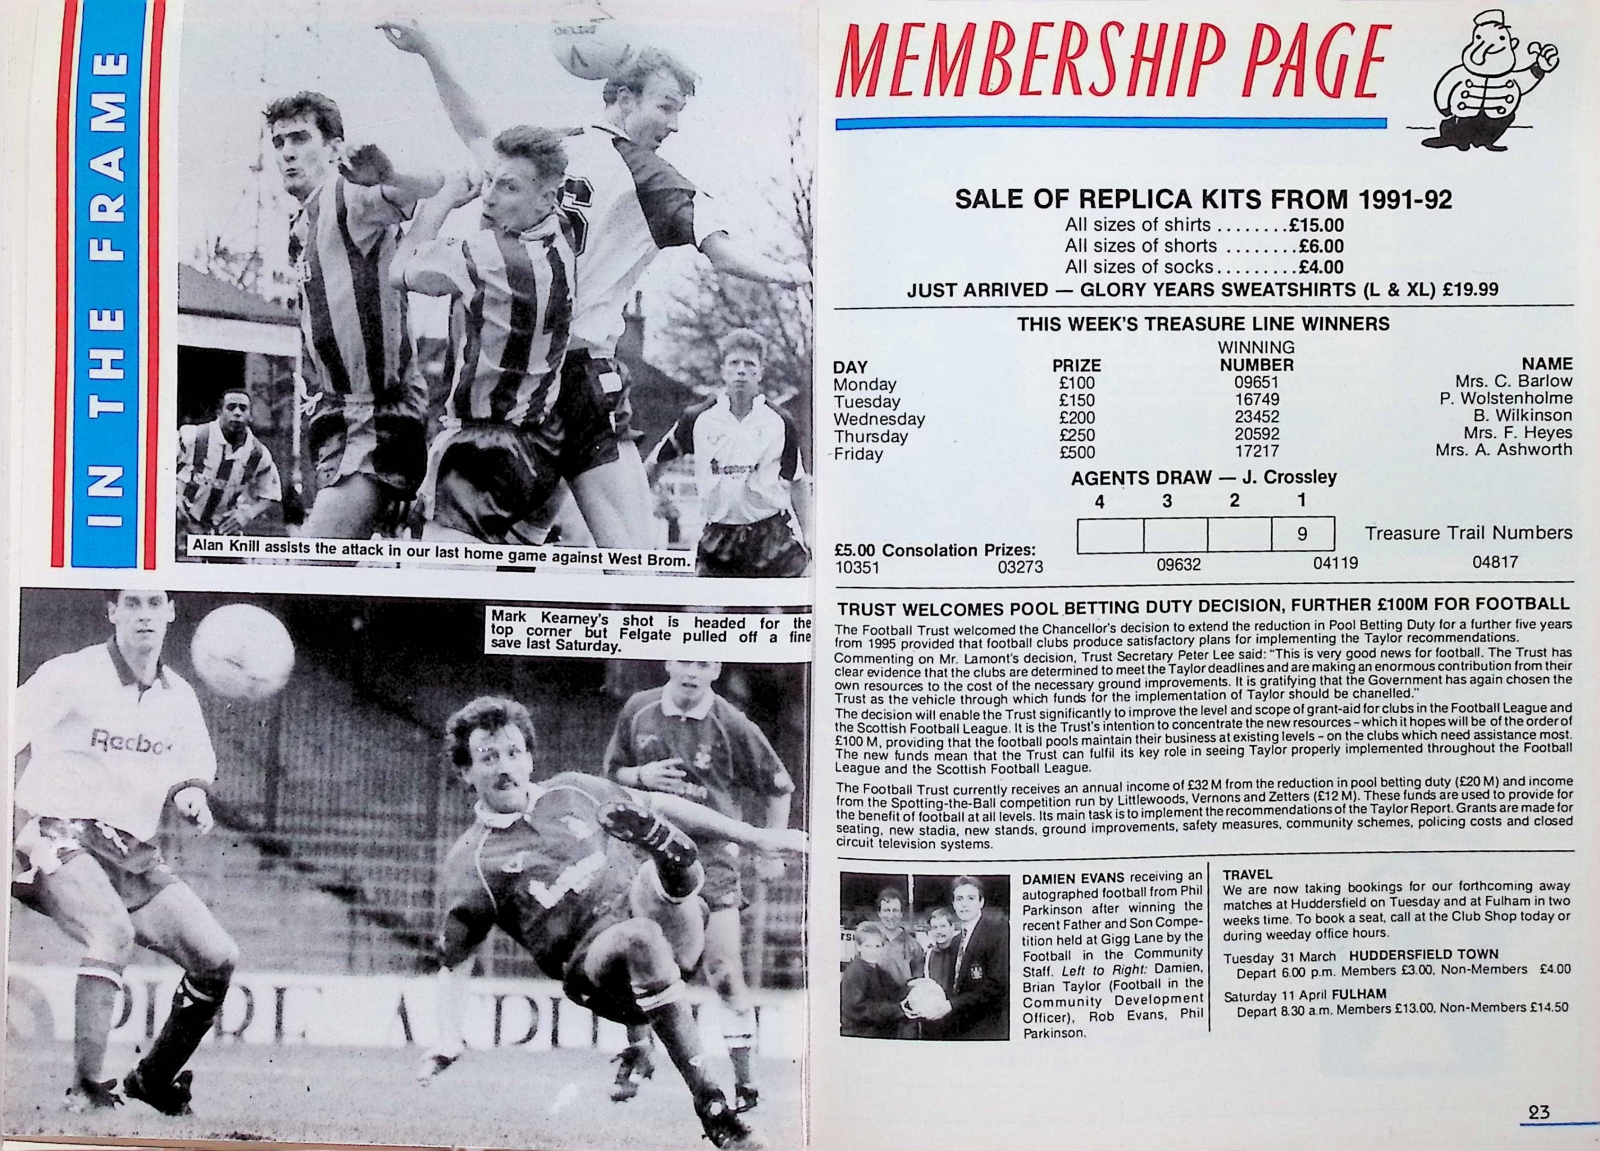 IN THE FRAME
Alan Knill assists the attack in our last home game against West Brom.
Mark Kearney's shot is headed for the
top corner but Felgate pulled off a fine
save last Saturday.
Reebok
MEMBERSHIP PAGE
SALE OF REPLICA KITS FROM 1991-92
All sizes of shirts ........£15.00
All sizes of shorts ........£6.00
All sizes of socks.........£4.00
JUST ARRIVED — GLORY YEARS SWEATSHIRTS (L & XL) £19.99
THIS WEEK'S TREASURE LINE WINNERS
WINNING
DAY PRIZE NUMBER NAME
Monday £100 09651 Mrs. C. Barlow
Tuesday £150 16749 P. Wolstenholme
Wednesday £200 23452 B. Wilkinson
Thursday £250 20592 Mrs. F. Heyes
Friday £500 17217 Mrs. A. Ashworth
AGENTS DRAW — J. Crossley
4 3 2 1
9 Treasure Trail Numbers
£5.00 Consolation Prizes:
10351 03273 09632 04119 04817
TRUST WELCOMES POOL BETTING DUTY DECISION, FURTHER £100M FOR FOOTBALL
The Football Trust welcomed the Chancellor's decision to extend the reduction in Pool Betting Duty for a further five years
from 1995 provided that football clubs produce satisfactory plans for implementing the Taylor recommendations.
Commenting on Mr. Lamont's decision, Trust Secretary Peter Lee said: "This is very good news for football. The Trust has
clear evidence that the clubs are determined to meet the Taylor deadlines and are making an enormous contribution from their
own resources to the cost of the necessary ground improvements. It is gratifying that the Government has again chosen the
Trust as the vehicle through which funds for the implementation of Taylor should be chanelled."
The decision will enable the Trust significantly to improve the level and scope of grant-aid for clubs in the Football League and
the Scottish Football League. It is the Trust's intention to concentrate the new resources – which it hopes will be of the order of
£100 M, providing that the football pools maintain their business at existing levels – on the clubs which need assistance most.
The new funds mean that the Trust can fulfil its key role in seeing Taylor properly implemented throughout the Football
League and the Scottish Football League.
The Football Trust currently receives an annual income of £32 M from the reduction in pool betting duty (£20 M) and income
from the Spotting-the-Ball competition run by Littlewoods, Vernons and Zetters (£12 M). These funds are used to provide for
the benefit of football at all levels. Its main task is to implement the recommendations of the Taylor Report. Grants are made for
seating, new stadia, new stands, ground improvements, safety measures, community schemes, policing costs and closed
circuit television systems.
DAMIEN EVANS receiving an
autographed football from Phil
Parkinson after winning the
recent Father and Son Compe-
tition held at Gigg Lane by the
Football in the Community
Staff. Left to Right: Damien,
Brian Taylor (Football in the
Community Development
Officer), Rob Evans, Phil
Parkinson.
TRAVEL
We are now taking bookings for our forthcoming away
matches at Huddersfield on Tuesday and at Fulham in two
weeks time. To book a seat, call at the Club Shop today or
during weeday office hours.
Tuesday 31 March HUDDERSFIELD TOWN
Depart 6.00 p.m. Members £3.00. Non-Members £4.00
Saturday 11 April FULHAM
Depart 8.30 a.m. Members £13.00. Non-Members £14.50
23